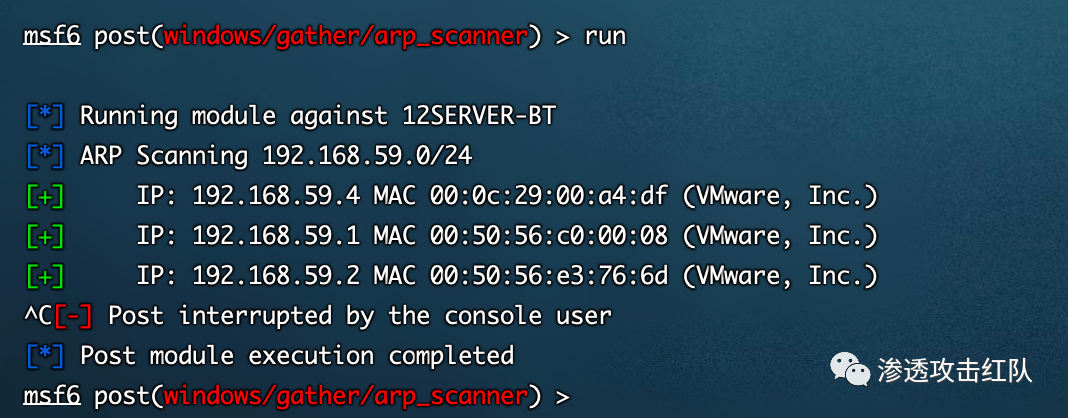 msf6 post(windows/gather/arp_scanner) > run
[*] Running module against 12SERVER-BT
[*] ARP Scanning 192.168.59.0/24
[+]     IP: 192.168.59.4 MAC 00:0c:29:00:a4:df (VMware, Inc.)
[+]     IP: 192.168.59.1 MAC 00:50:56:c0:00:08 (VMware, Inc.)
[+]     IP: 192.168.59.2 MAC 00:50:56:e3:76:6d (VMware, Inc.)
^C[-] Post interrupted by the console user
[*] Post module execution completed
msf6 post(windows/gather/arp_scanner) >
渗透攻击红队